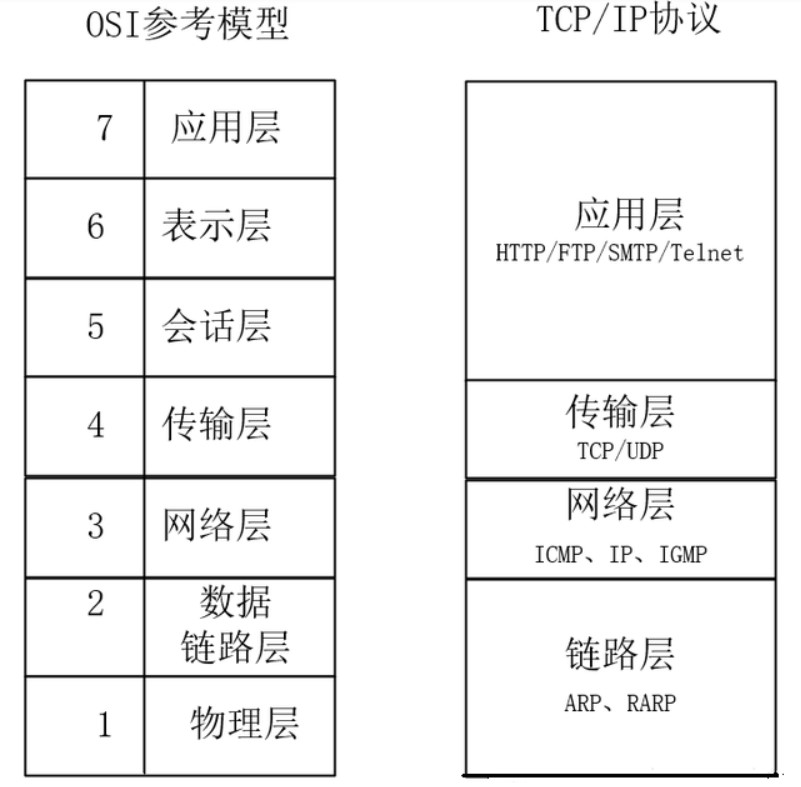 OSI参考模型
7 应用层
6 表示层
5 会话层
4 传输层
3 网络层
2 数据
链路层
1 物理层
TCP/IP协议
应用层
HTTP/FTP/SMTP/Telnet
传输层
TCP/UDP
网络层
ICMP、IP、IGMP
链路层
ARP、RARP